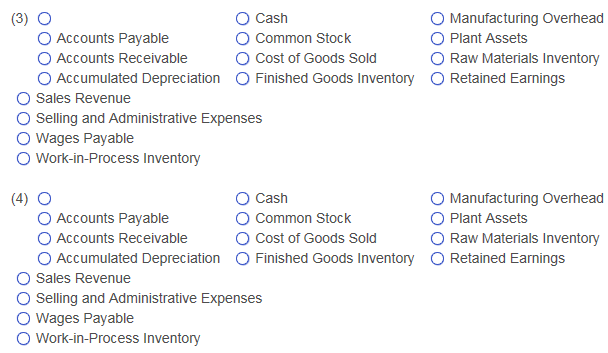 (3) Cash Manufacturing Overhead
Accounts Payable Common Stock Plant Assets
Accounts Receivable Cost of Goods Sold Raw Materials Inventory
Accumulated Depreciation Finished Goods Inventory Retained Earnings
Sales Revenue
Selling and Administrative Expenses
Wages Payable
Work-in-Process Inventory
(4) Cash Manufacturing Overhead
Accounts Payable Common Stock Plant Assets
Accounts Receivable Cost of Goods Sold Raw Materials Inventory
Accumulated Depreciation Finished Goods Inventory Retained Earnings
Sales Revenue
Selling and Administrative Expenses
Wages Payable
Work-in-Process Inventory